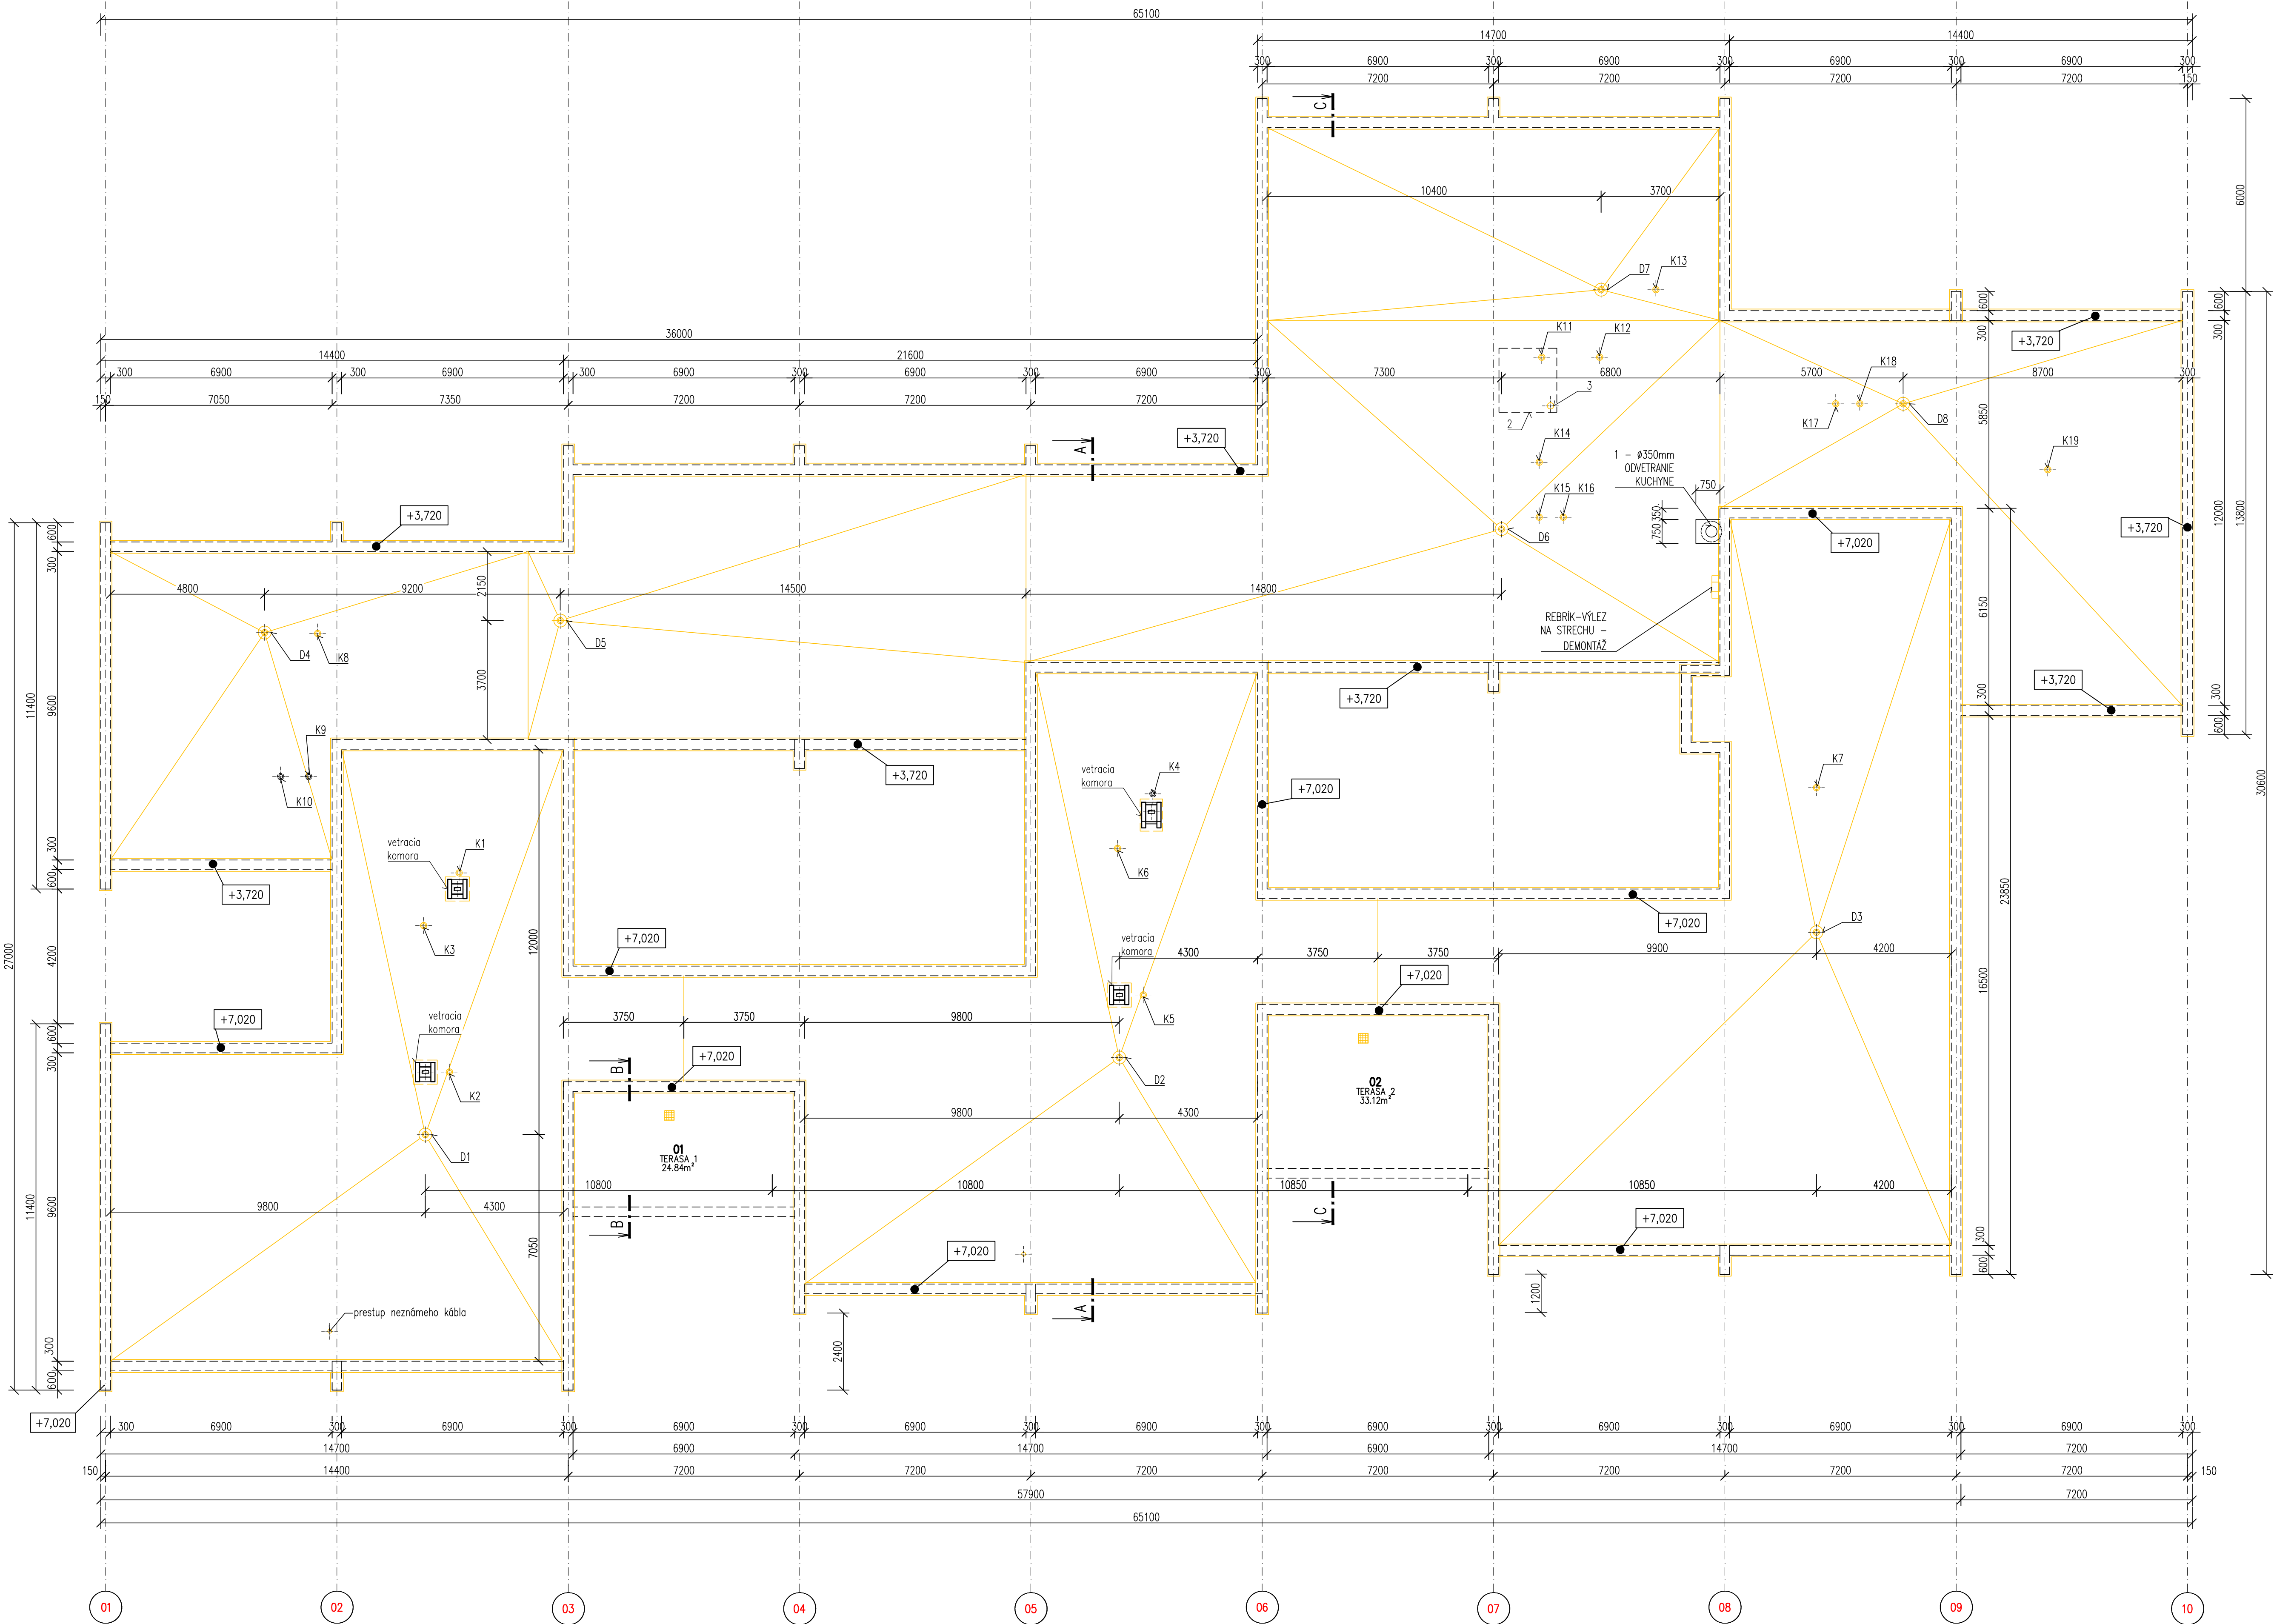 65100
14700 14400
300 6900 300 6900 300 6900 300 6900 300
7200 7200 7200 7200 150
C
6000
10400 3700
D7 K13
600 600
300 300
+3,720
36000
14400 21600
K11 K12
K18
300 6900 300 6900 300 6900 300 6900 300 6900 300 7300 6800 5700 8700 300
3
150 7050 7350 7200 7200 7200
2
K17 D8
5850
+3,720
A
K14
K19
1 - Ø350mm
ODVETRANIE
KUCHYNE
750
K15 K16
350
750
D6
+3,720
+7,020
+3,720
12000 13800
600
300
4800 9200 2150 14500 14800
REBRÍK-VÝLEZ
NA STRECHU -
DEMONTÁŽ
6150
D4 K8 D5
3700
11400 9600
+3,720
+3,720
300 300
600
K9
K10
+3,720
vetracia
komora
K4
+7,020
K7
30600
vetracia
komora
K1
K6
300
600
+3,720
23850
+7,020
27000
4200
K3
12000
+7,020
vetracia
komora
4300 3750 3750 9900 4200
D3
+7,020
16500
+7,020
vetracia
komora
3750 3750 9800
K5
600
300
B
+7,020
K2
D2
02
TERASA 2
33.12m²
9800 4300
01
TERASA 1
24.84m²
D1
10800 10800 10850 10850 4200
11400 9600
9800 4300
B
C
7050
+7,020
+7,020
300
600
1200
A
prestup neznámeho kábla
2400
300
600
+7,020
300 6900 300 6900 300 6900 300 6900 300 6900 300 6900 300 6900 300 6900 300 6900 300
14700 6900 14700 6900 14700 7200
150 14400 7200 7200 7200 7200 7200 7200 7200 150
57900 7200
65100
01 02 03 04 05 06 07 08 09 10